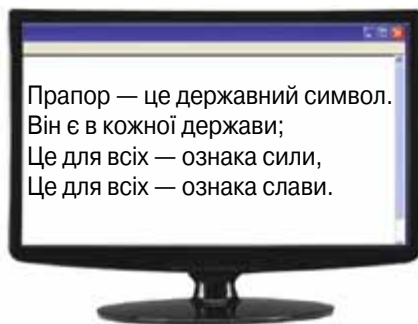 Прапор — це державний символ.
Він є в кожної держави;
Це для всіх — ознака сили,
Це для всіх — ознака слави.